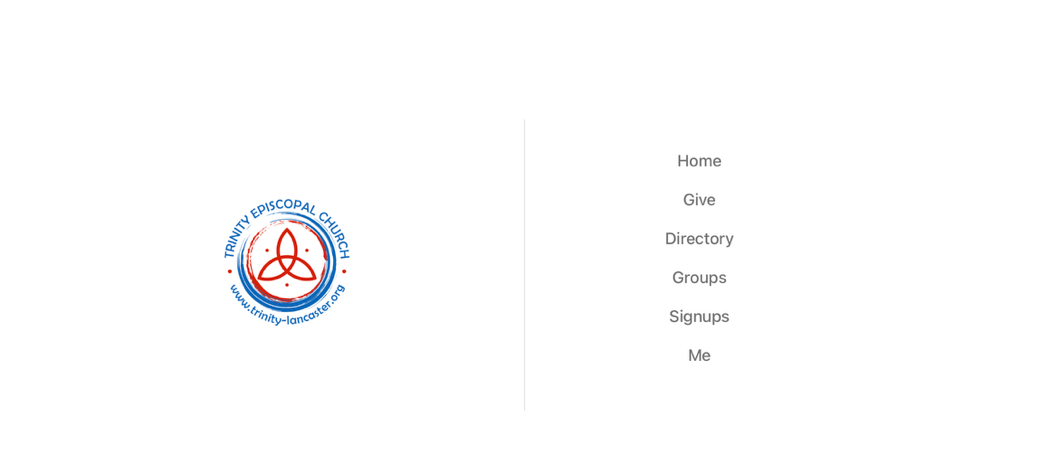 TRINITY EPISCOPAL CHURCH
www.trinity-lancaster.org
Home
Give
Directory
Groups
Signups
Me